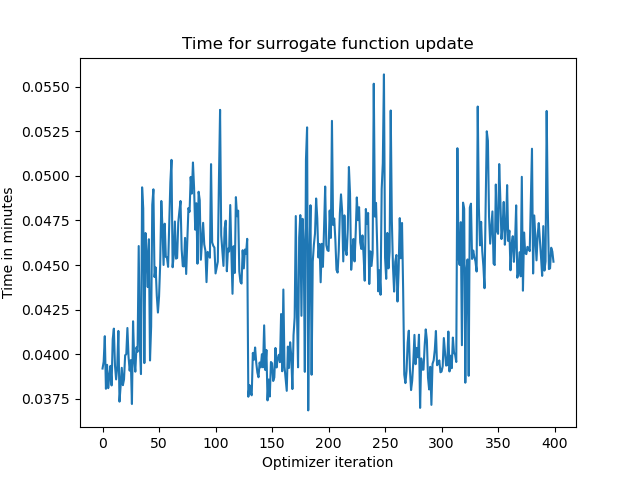 Time for surrogate function update
0.0550
0.0525
0.0500
0.0475
0.0450
0.0425
0.0400
0.0375
Time in minutes
0 50 100 150 200 250 300 350 400
Optimizer iteration